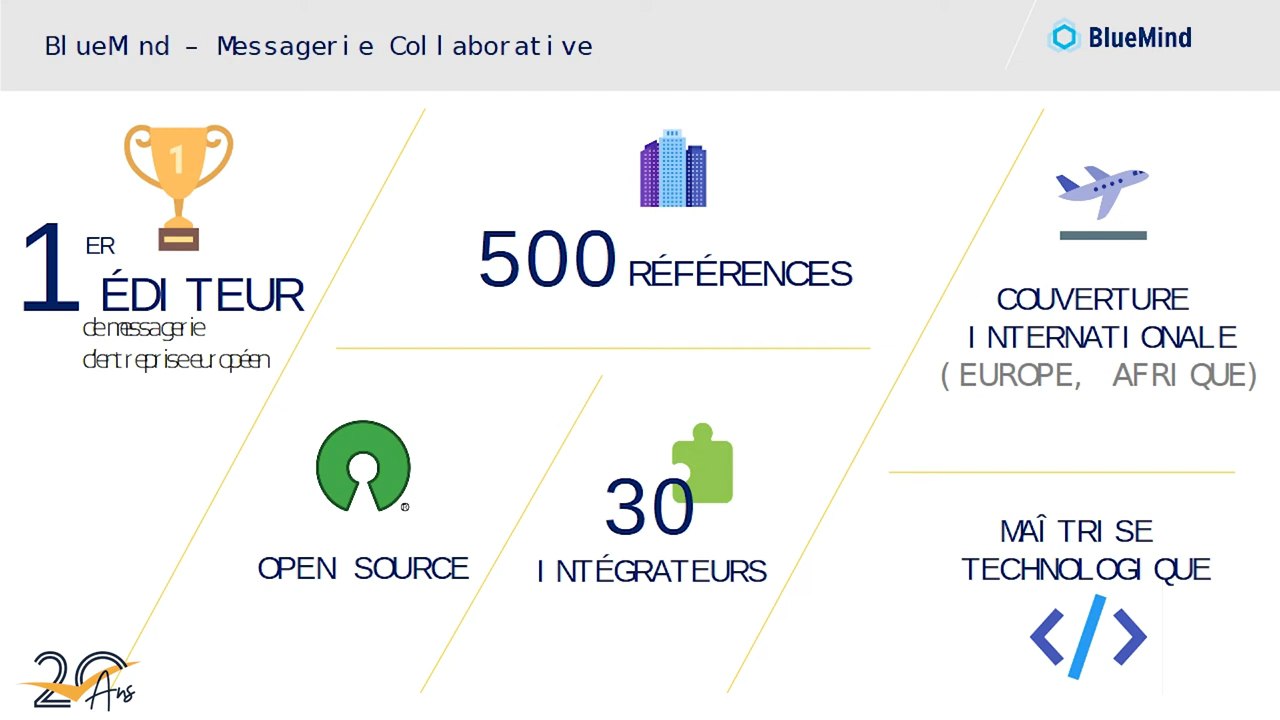 BlueMind – Messagerie Collaborative
BlueMind
1
1 ER
ÉDITEUR
de messagerie
d'entreprise européen
500 RÉFÉRENCES
COUVERTURE
INTERNATIONALE
(EUROPE, AFRIQUE)
OPEN SOURCE
®
30
INTÉGRATEURS
MAÎTRISE
TECHNOLOGIQUE
</>
20
Ans